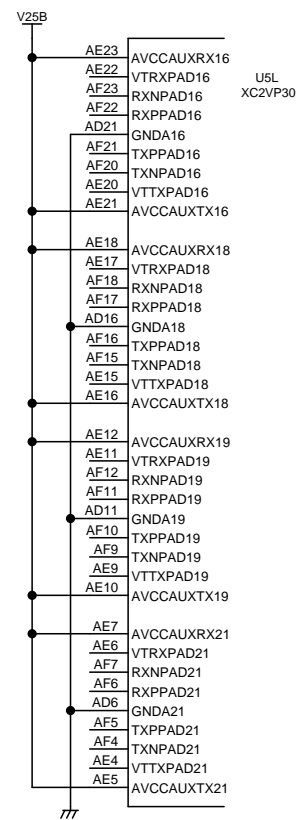 V25B
U5L
XC2VP30
AE23 AVCCAUXRX16
AE22 VTRXPAD16
AF23 RXNPAD16
AF22 RXPPAD16
AD21 GNDA16
AF21 TXPPAD16
AF20 TXNPAD16
AE20 VTTXPAD16
AE21 AVCCAUXTX16
AE18 AVCCAUXRX18
AE17 VTRXPAD18
AF18 RXNPAD18
AF17 RXPPAD18
AD16 GNDA18
AF16 TXPPAD18
AF15 TXNPAD18
AE15 VTTXPAD18
AE16 AVCCAUXTX18
AE12 AVCCAUXRX19
AE11 VTRXPAD19
AF12 RXNPAD19
AF11 RXPPAD19
AD11 GNDA19
AF10 TXPPAD19
AF9 TXNPAD19
AE9 VTTXPAD19
AE10 AVCCAUXTX19
AE7 AVCCAUXRX21
AE6 VTRXPAD21
AF7 RXNPAD21
AF6 RXPPAD21
AD6 GNDA21
AF5 TXPPAD21
AF4 TXNPAD21
AE4 VTTXPAD21
AE5 AVCCAUXTX21